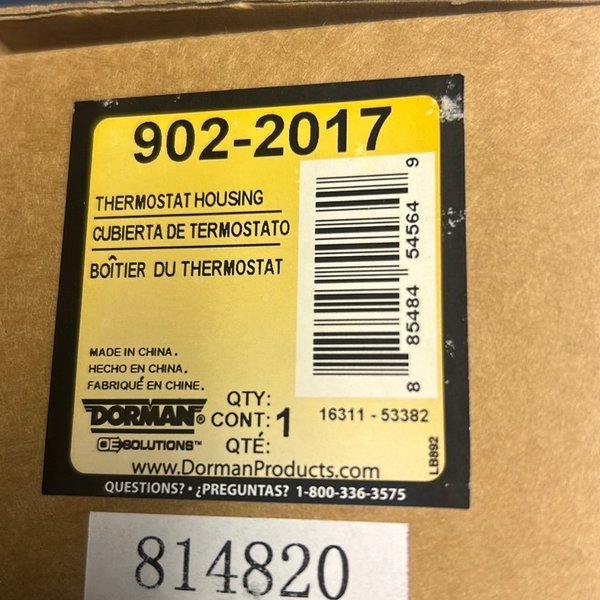 902-2017
THERMOSTAT HOUSING
CUBIERTA DE TERMOSTATO
BOÎTIER DU THERMOSTAT
8 85484 54564 9
MADE IN CHINA.
HECHO EN CHINA.
FABRIQUÉ EN CHINE.
DORMAN®
OE SOLUTIONS™
QTY:
CONT: 1
QTÉ:
16311 - 53382
LB892
www.DormanProducts.com
QUESTIONS? • ¿PREGUNTAS? 1-800-336-3575
814820